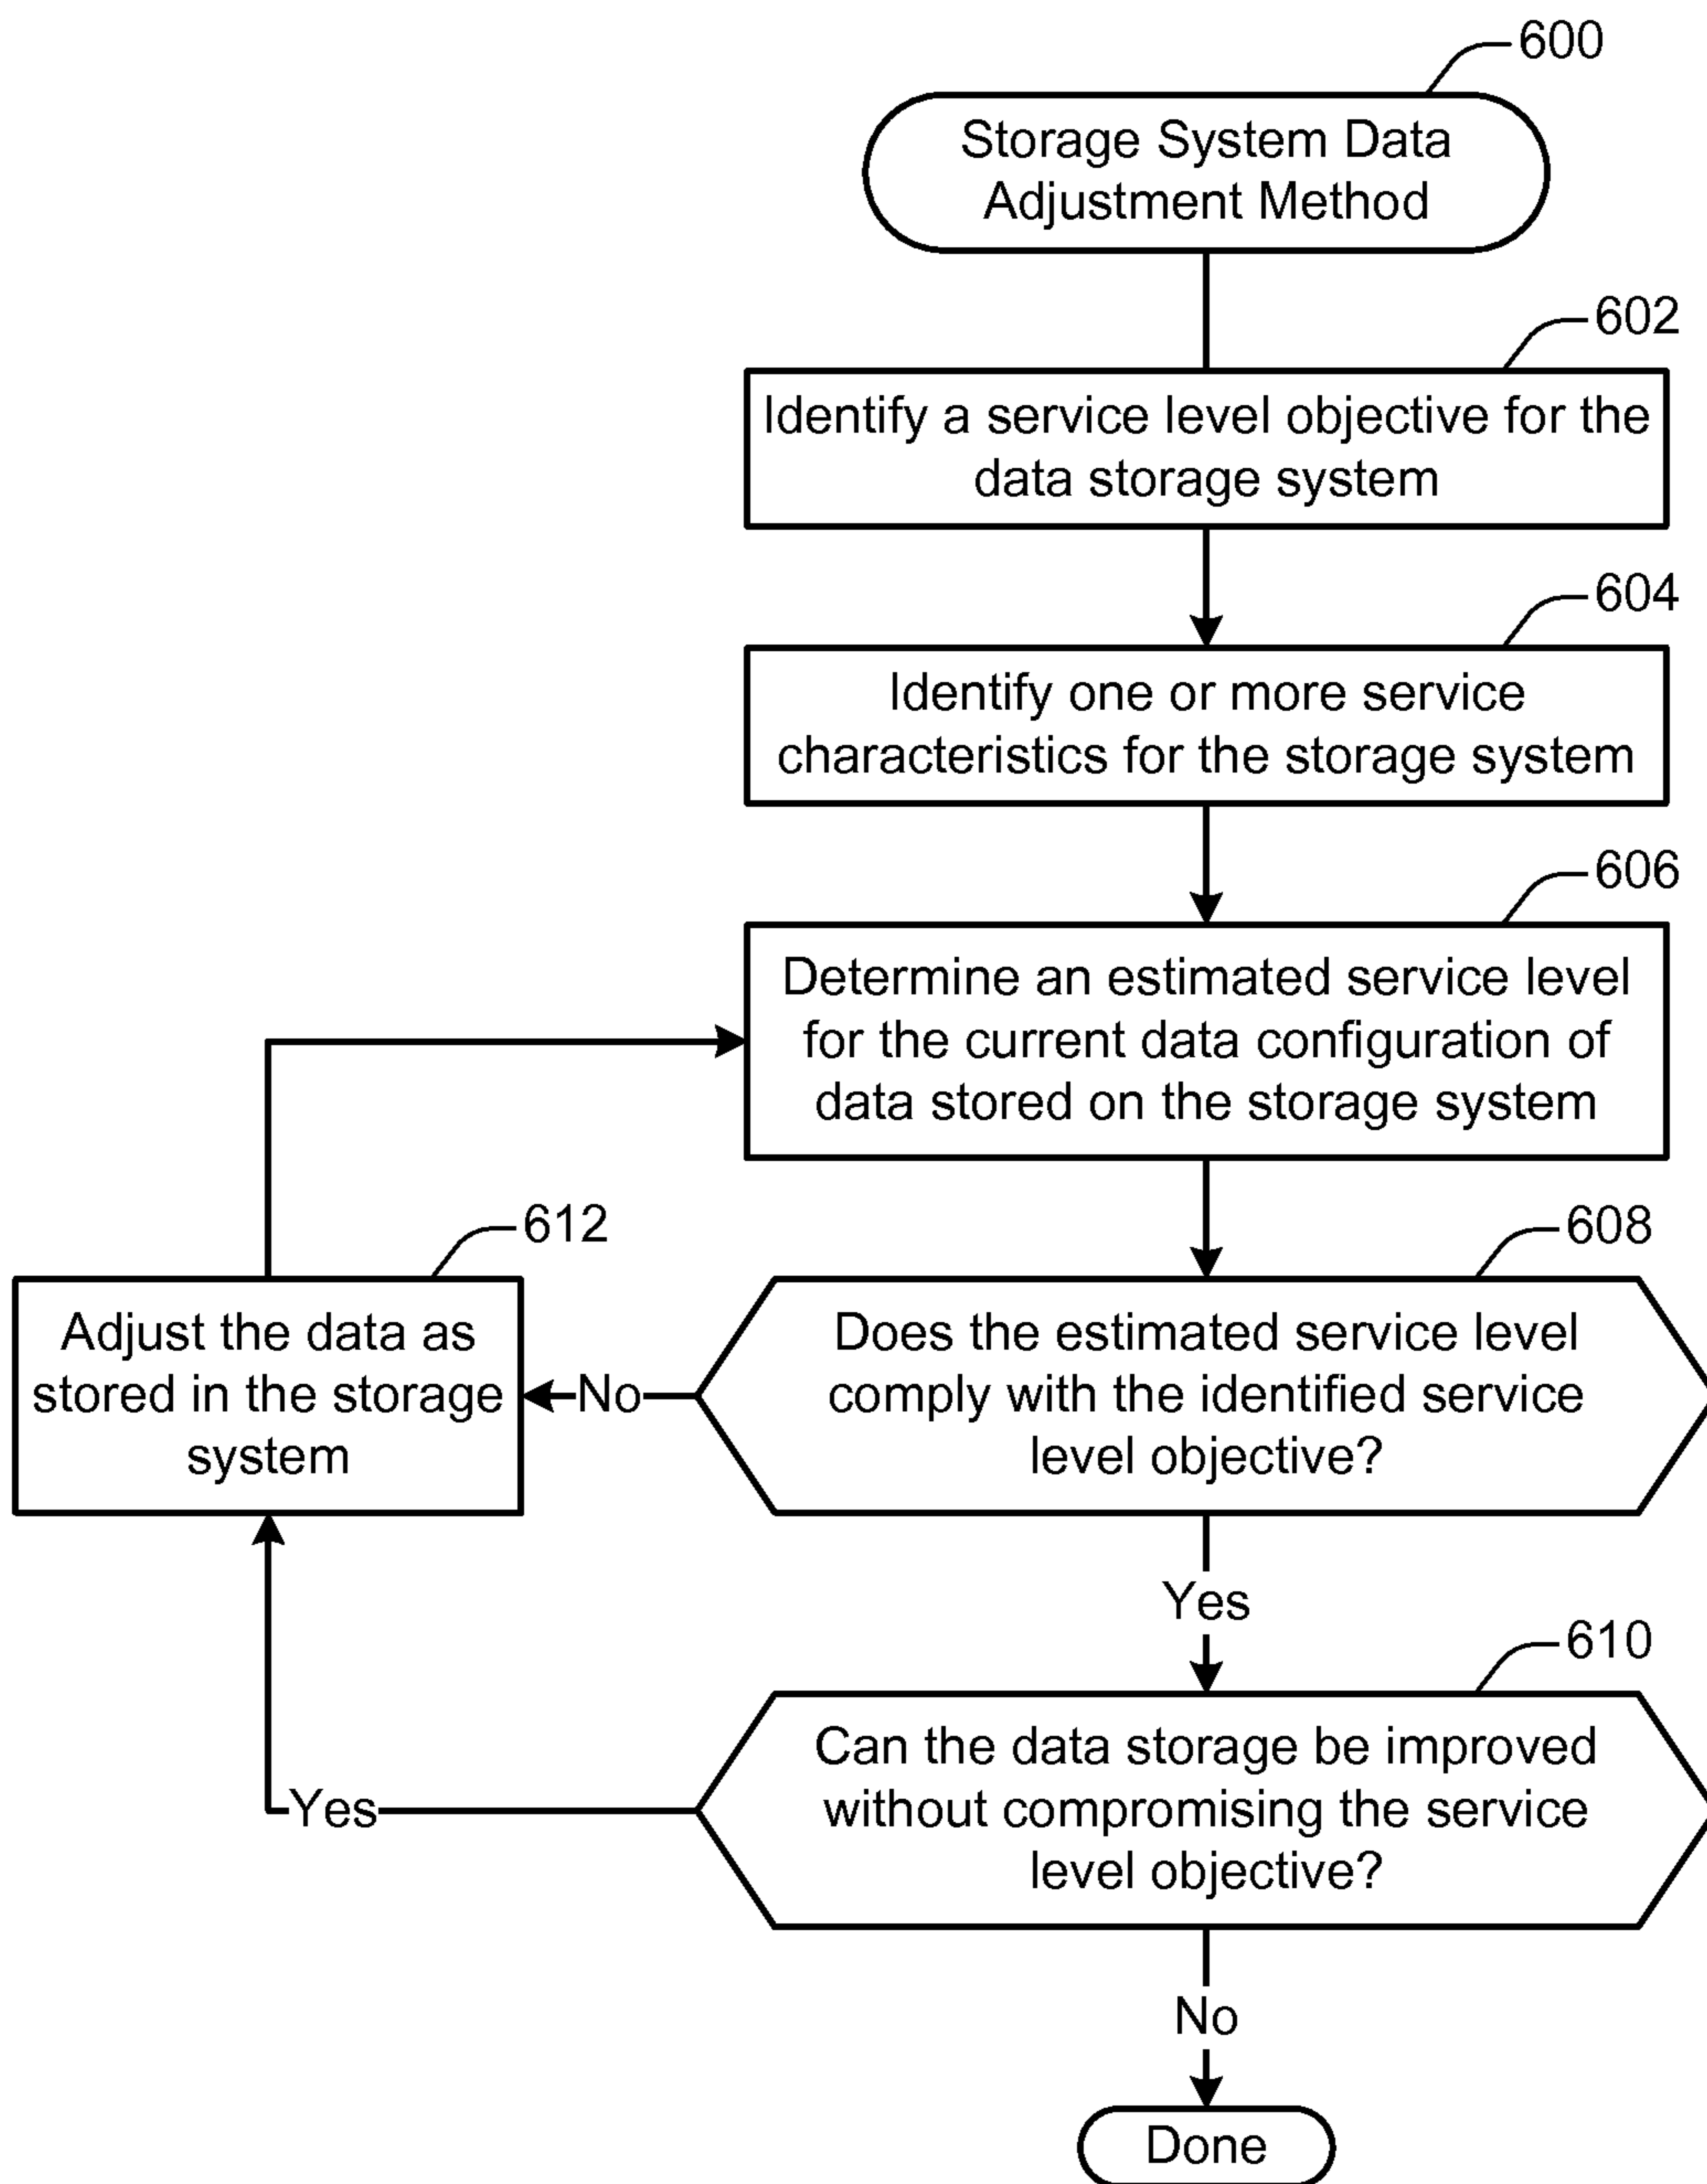 600
Storage System Data
Adjustment Method
602
Identify a service level objective for the
data storage system
604
Identify one or more service
characteristics for the storage system
606
Determine an estimated service level
for the current data configuration of
data stored on the storage system
612
608
Adjust the data as
stored in the storage
system
No
Does the estimated service level
comply with the identified service
level objective?
Yes
610
Can the data storage be improved
without compromising the service
level objective?
Yes
No
Done